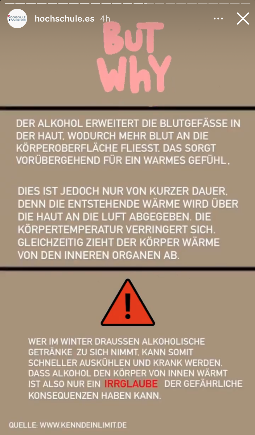 hochschule.es 4h
BUT
WHY
DER ALKOHOL ERWEITERT DIE BLUTGEFÄSSE IN
DER HAUT, WODURCH MEHR BLUT AN DIE
KÖRPEROBERFLÄCHE FLIESST. DAS SORGT
VORÜBERGEHEND FÜR EIN WARMES GEFÜHL.
DIES IST JEDOCH NUR VON KURZER DAUER,
DENN DIE ENTSTEHENDE WÄRME WIRD ÜBER
DIE HAUT AN DIE LUFT ABGEGEBEN. DIE
KÖRPERTEMPERATUR VERRINGERT SICH.
GLEICHZEITIG ZIEHT DER KÖRPER WÄRME
VON DEN INNEREN ORGANEN AB.
!
WER IM WINTER DRAUSSEN ALKOHOLISCHE
GETRÄNKE ZU SICH NIMMT, KANN SOMIT
SCHNELLER AUSKÜHLEN UND KRANK WERDEN.
DASS ALKOHOL DEN KÖRPER VON INNEN WÄRMT
IST ALSO NUR EIN IRRGLAUBE DER GEFÄHRLICHE
KONSEQUENZEN HABEN KANN.
QUELLE: WWW.KENNDEINLIMIT.DE